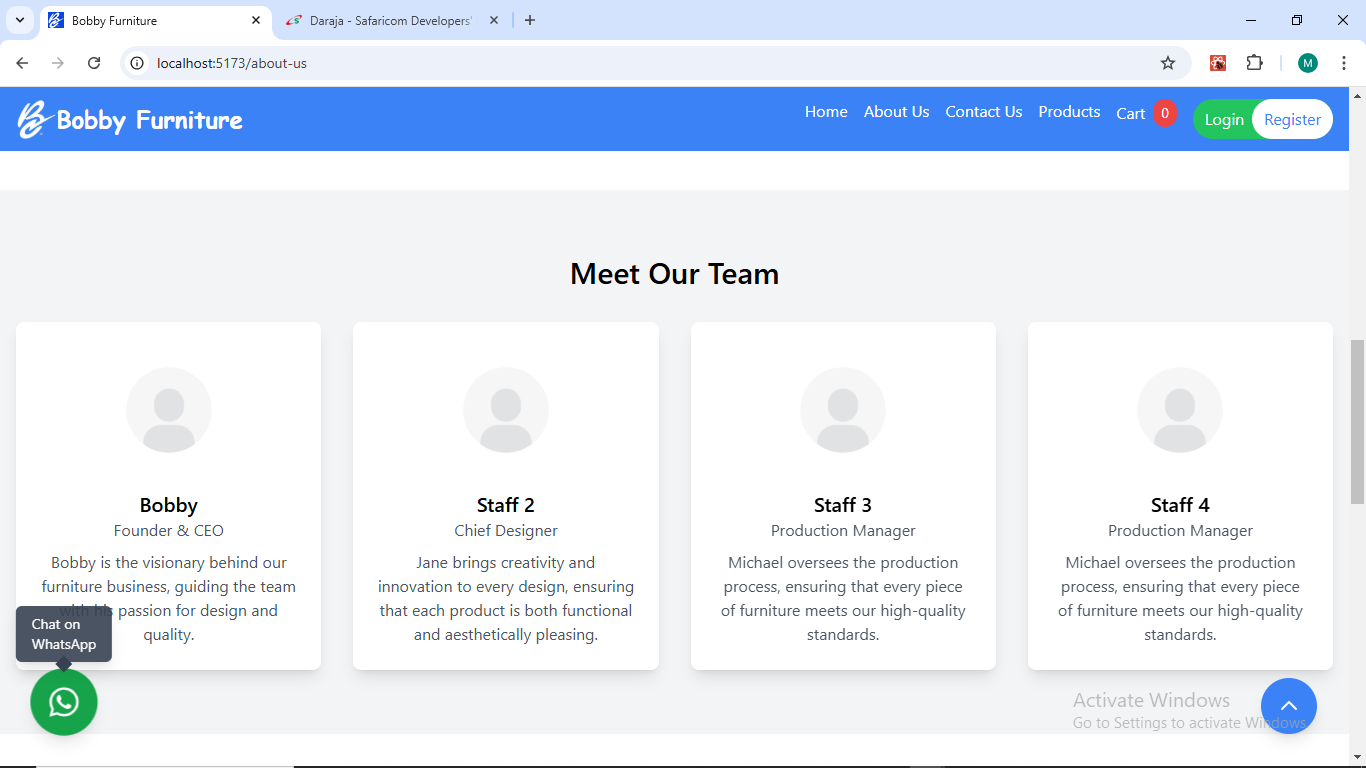 Bobby Furniture
Daraja - Safaricom Developers'
localhost:5173/about-us
M
Bobby Furniture
Home About Us Contact Us Products Cart 0 Login Register
Meet Our Team
Bobby
Founder & CEO
Bobby is the visionary behind our
furniture business, guiding the team
with his passion for design and
quality.
Staff 2
Chief Designer
Jane brings creativity and
innovation to every design, ensuring
that each product is both functional
and aesthetically pleasing.
Staff 3
Production Manager
Michael oversees the production
process, ensuring that every piece
of furniture meets our high-quality
standards.
Staff 4
Production Manager
Michael oversees the production
process, ensuring that every piece
of furniture meets our high-quality
standards.
Chat on
WhatsApp
Activate Windows
Go to Settings to activate Windows.